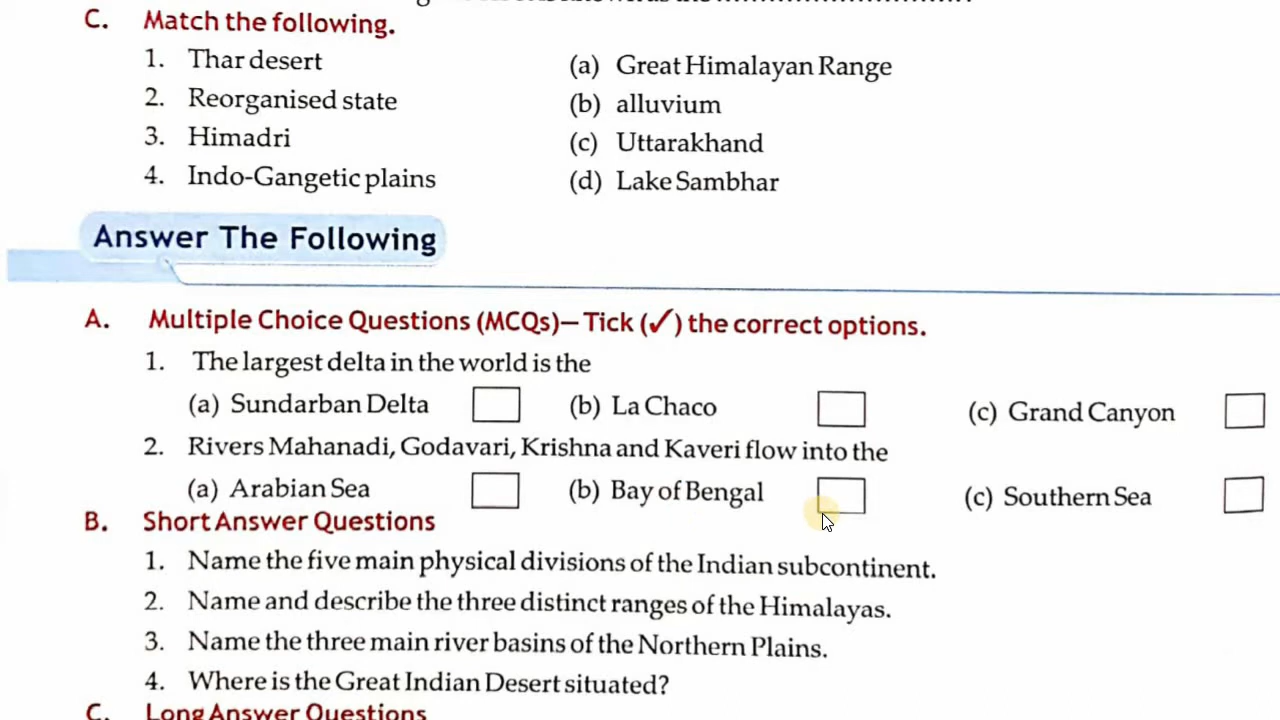 C. Match the following.
1. Thar desert (a) Great Himalayan Range
2. Reorganised state (b) alluvium
3. Himadri (c) Uttarakhand
4. Indo-Gangetic plains (d) Lake Sambhar
Answer The Following
A. Multiple Choice Questions (MCQs)– Tick (✓) the correct options.
1. The largest delta in the world is the
(a) Sundarban Delta (b) La Chaco (c) Grand Canyon
2. Rivers Mahanadi, Godavari, Krishna and Kaveri flow into the
(a) Arabian Sea (b) Bay of Bengal (c) Southern Sea
B. Short Answer Questions
1. Name the five main physical divisions of the Indian subcontinent.
2. Name and describe the three distinct ranges of the Himalayas.
3. Name the three main river basins of the Northern Plains.
4. Where is the Great Indian Desert situated?
C. Long Answer Questions